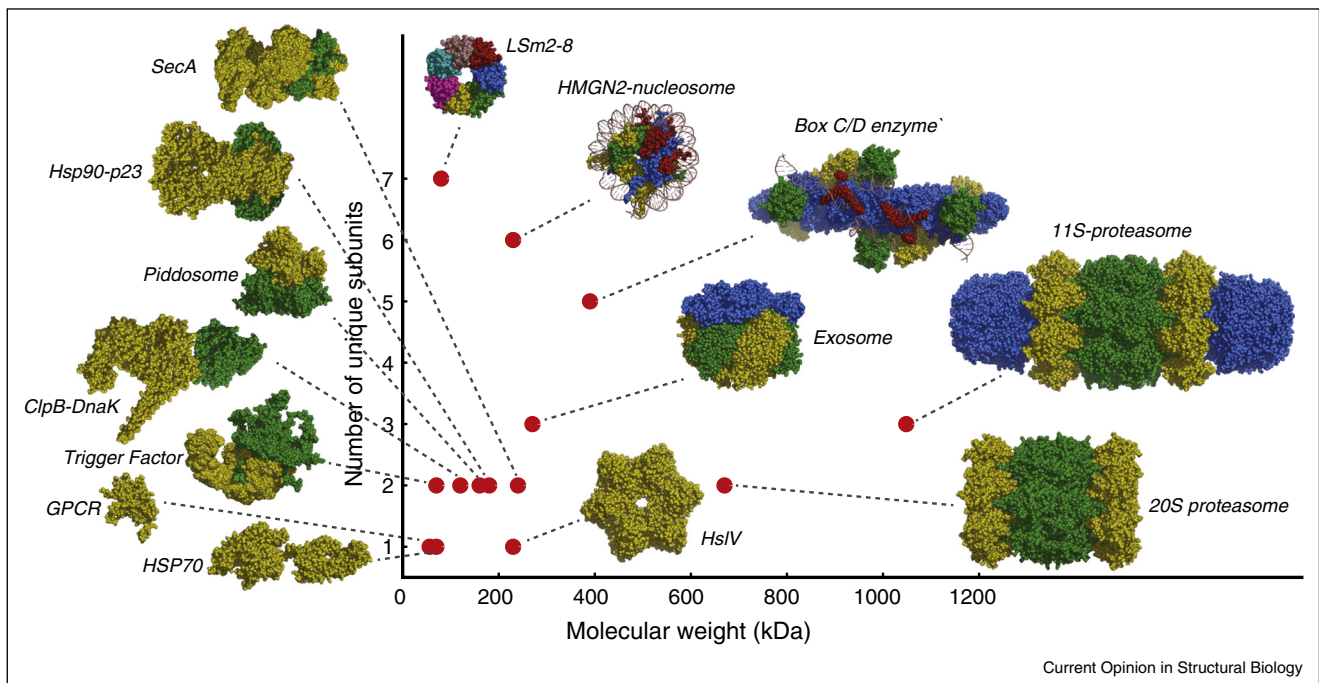 SecA
LSm2-8
HMGN2-nucleosome
Box C/D enzyme`
Hsp90-p23
11S-proteasome
Piddosome
Exosome
ClpB-DnaK
Trigger Factor
GPCR
HSP70
HslV
20S proteasome
Number of unique subunits
7
6
5
4
3
2
1
0
200
400
600
800
1000
1200
Molecular weight (kDa)
Current Opinion in Structural Biology